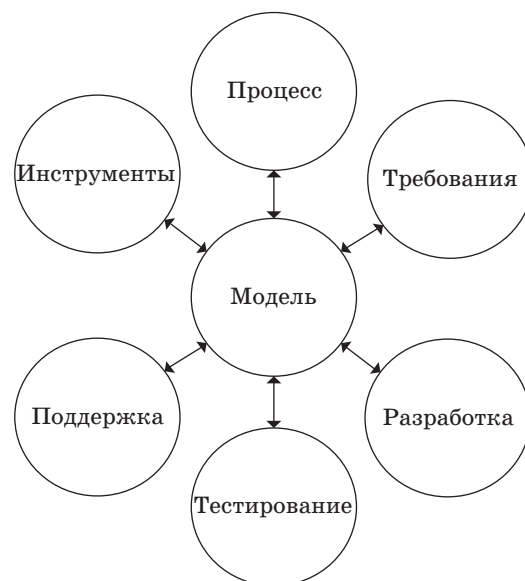 Процесс
Инструменты
Требования
Модель
Поддержка
Разработка
Тестирование